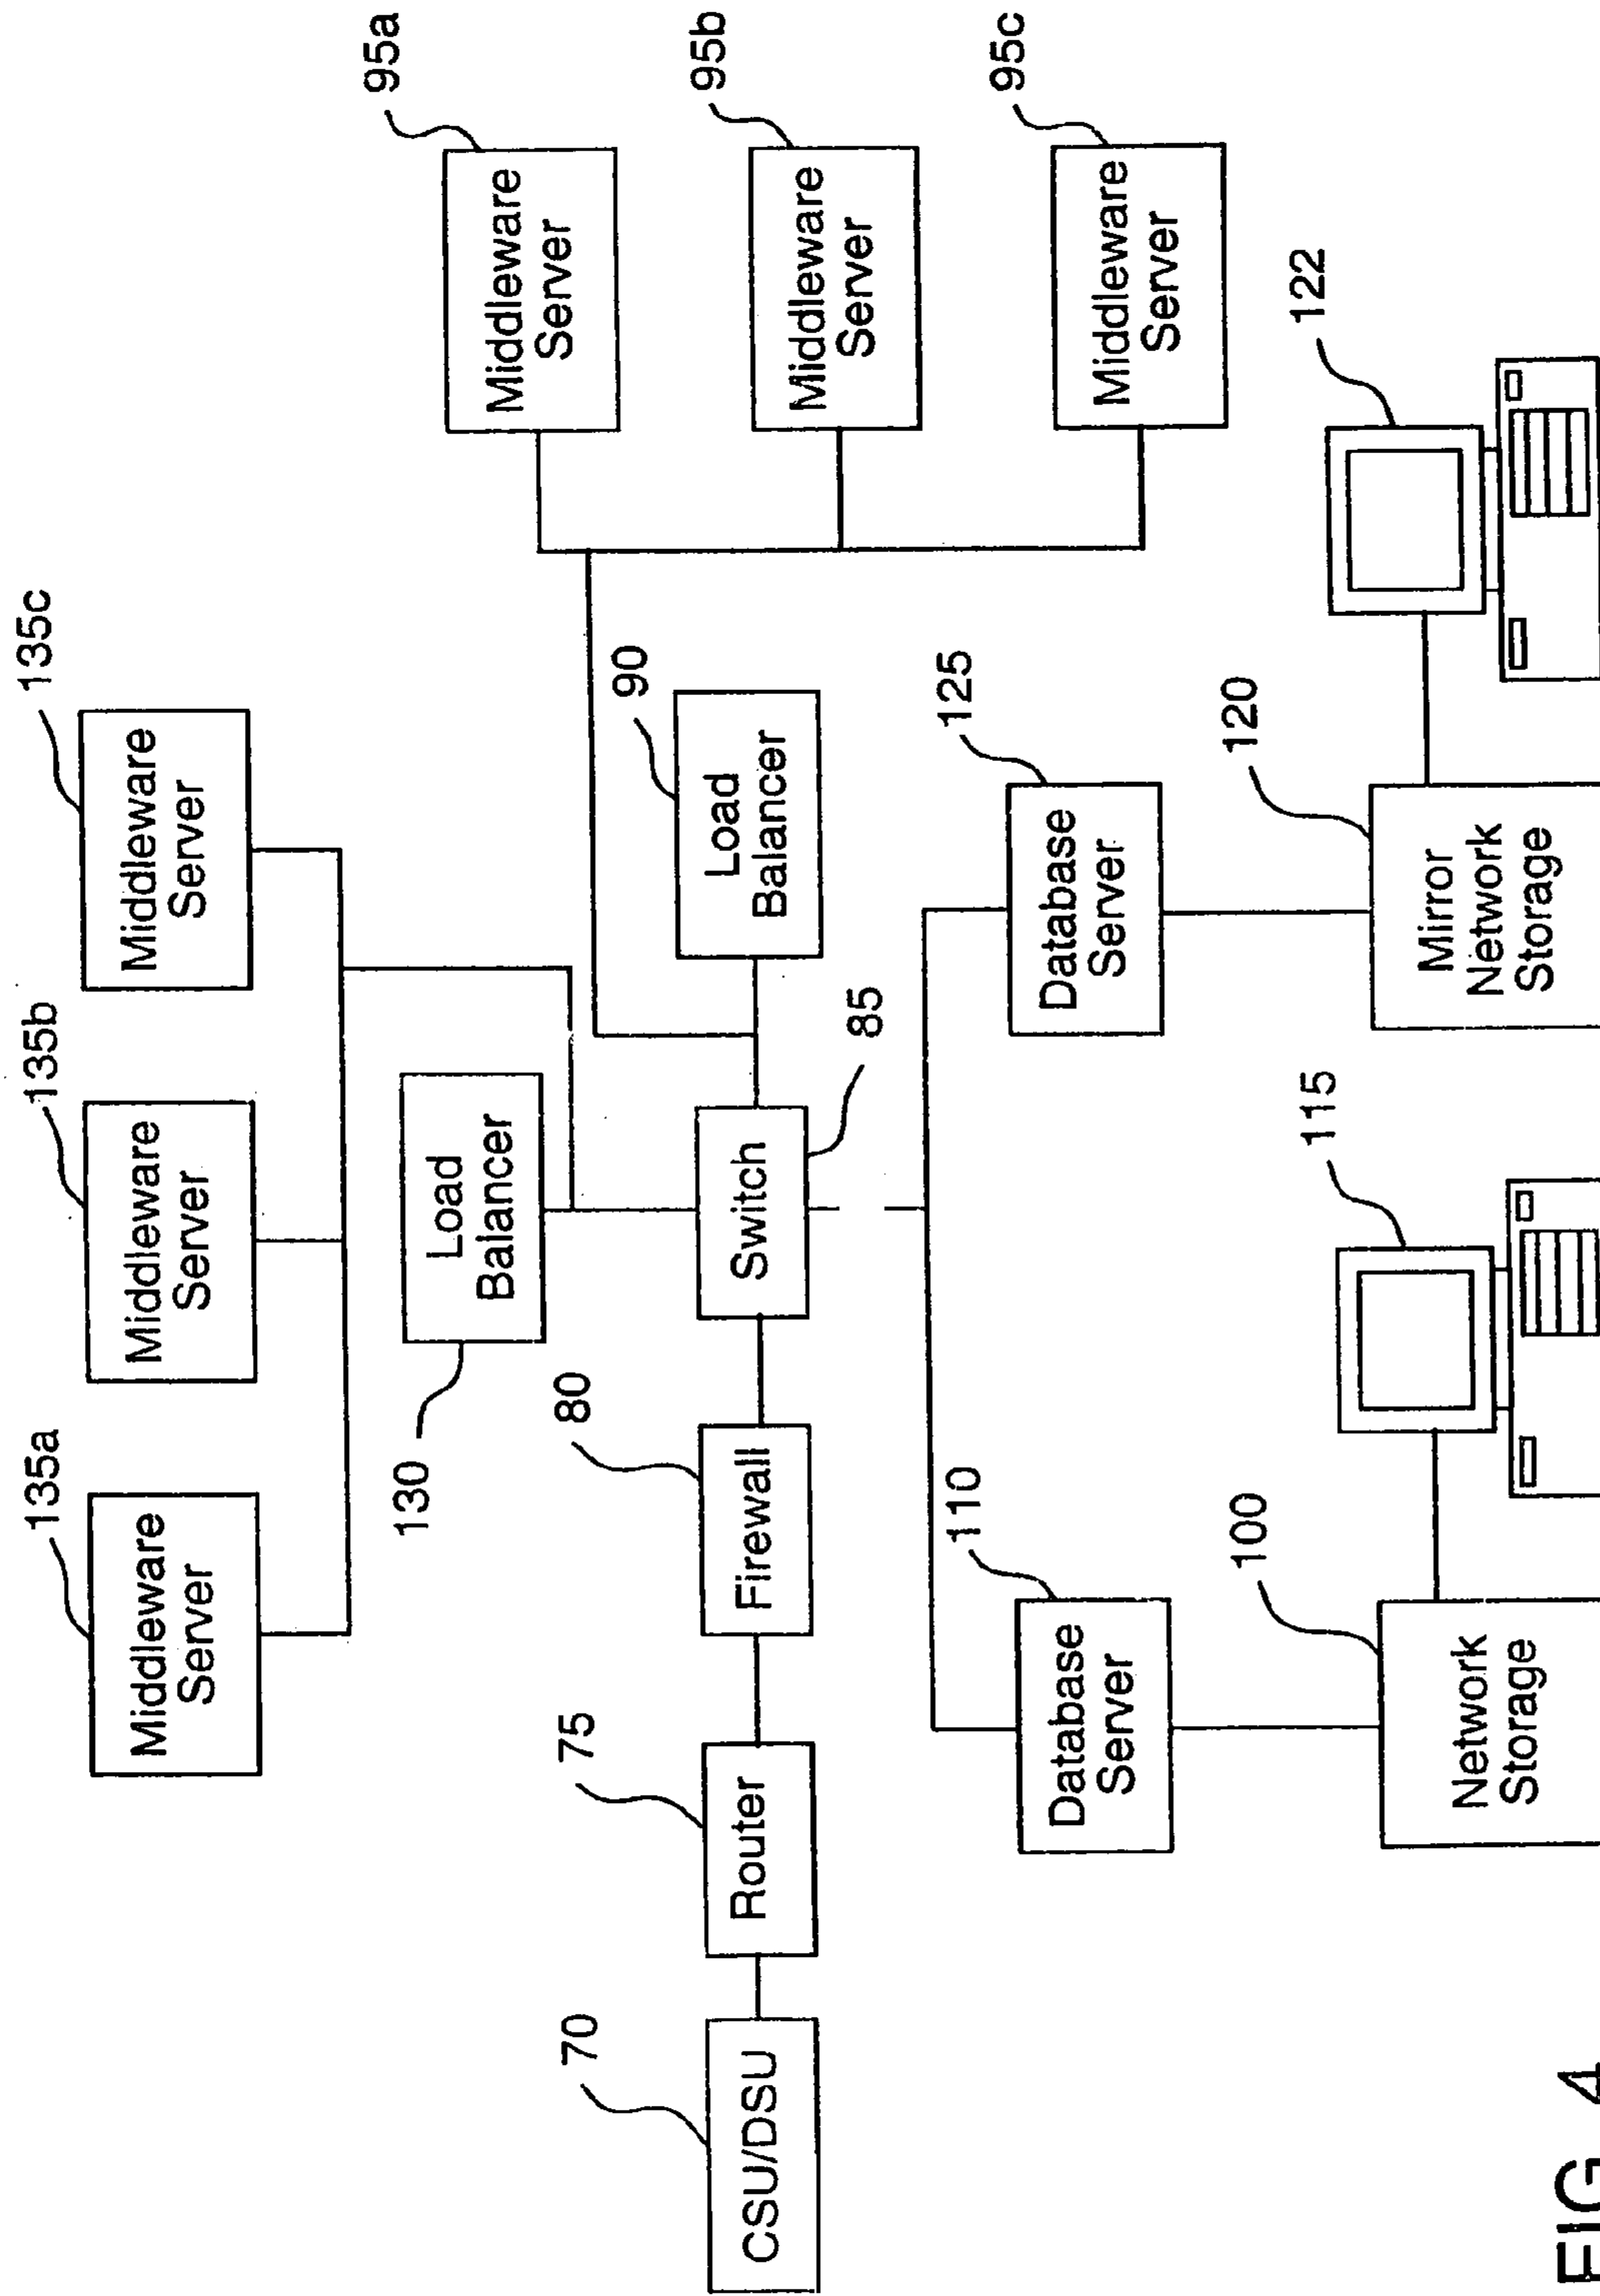 135a
Middleware
Server
135b
Middleware
Server
135c
Middleware
Server
95a
Middleware
Server
95b
Middleware
Server
95c
Middleware
Server
130
Load
Balancer
90
Load
Balancer
70
CSU/DSU
75
Router
80
Firewall
Switch
85
110
Database
Server
125
Database
Server
100
Network
Storage
115
120
Mirror
Network
Storage
122
FIG 4